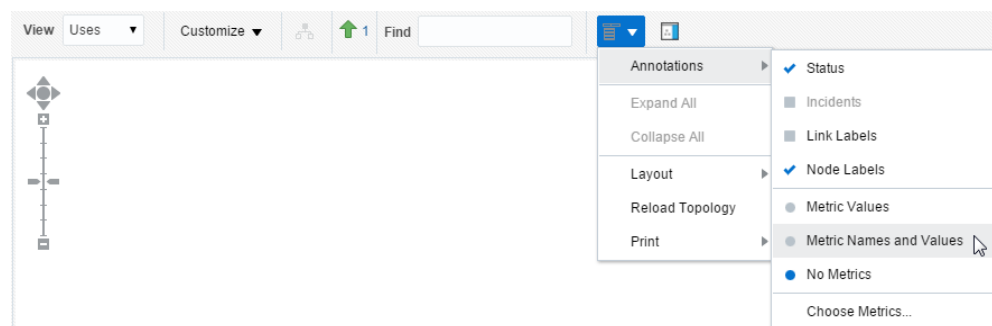 View Uses Customize 1 Find
Annotations
Expand All
Collapse All
Layout
Reload Topology
Print
Status
Incidents
Link Labels
Node Labels
Metric Values
Metric Names and Values
No Metrics
Choose Metrics...